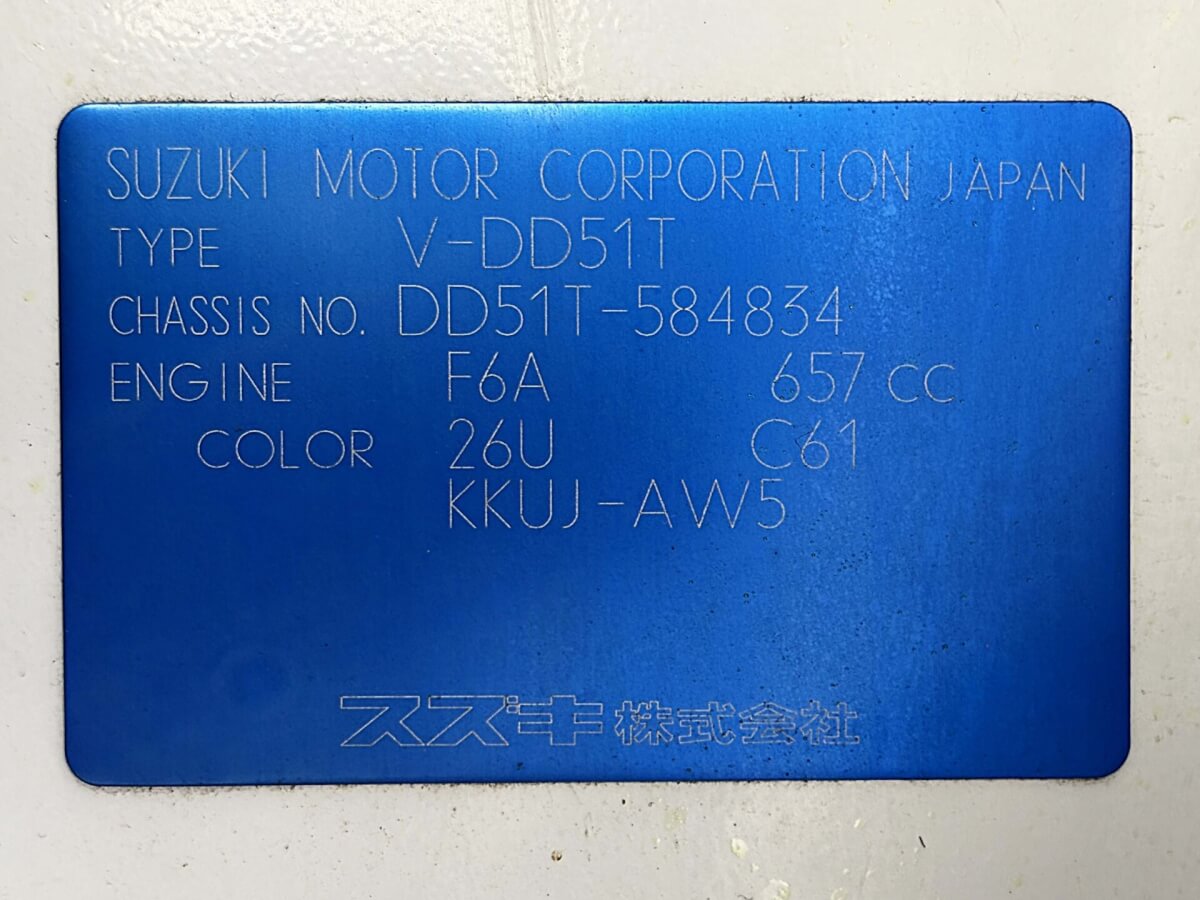 SUZUKI MOTOR CORPORATION JAPAN
TYPE V-DD51T
CHASSIS NO. DD51T-584834
ENGINE F6A 657 CC
COLOR 26U C61
KKUJ-AW5
スズキ株式会社